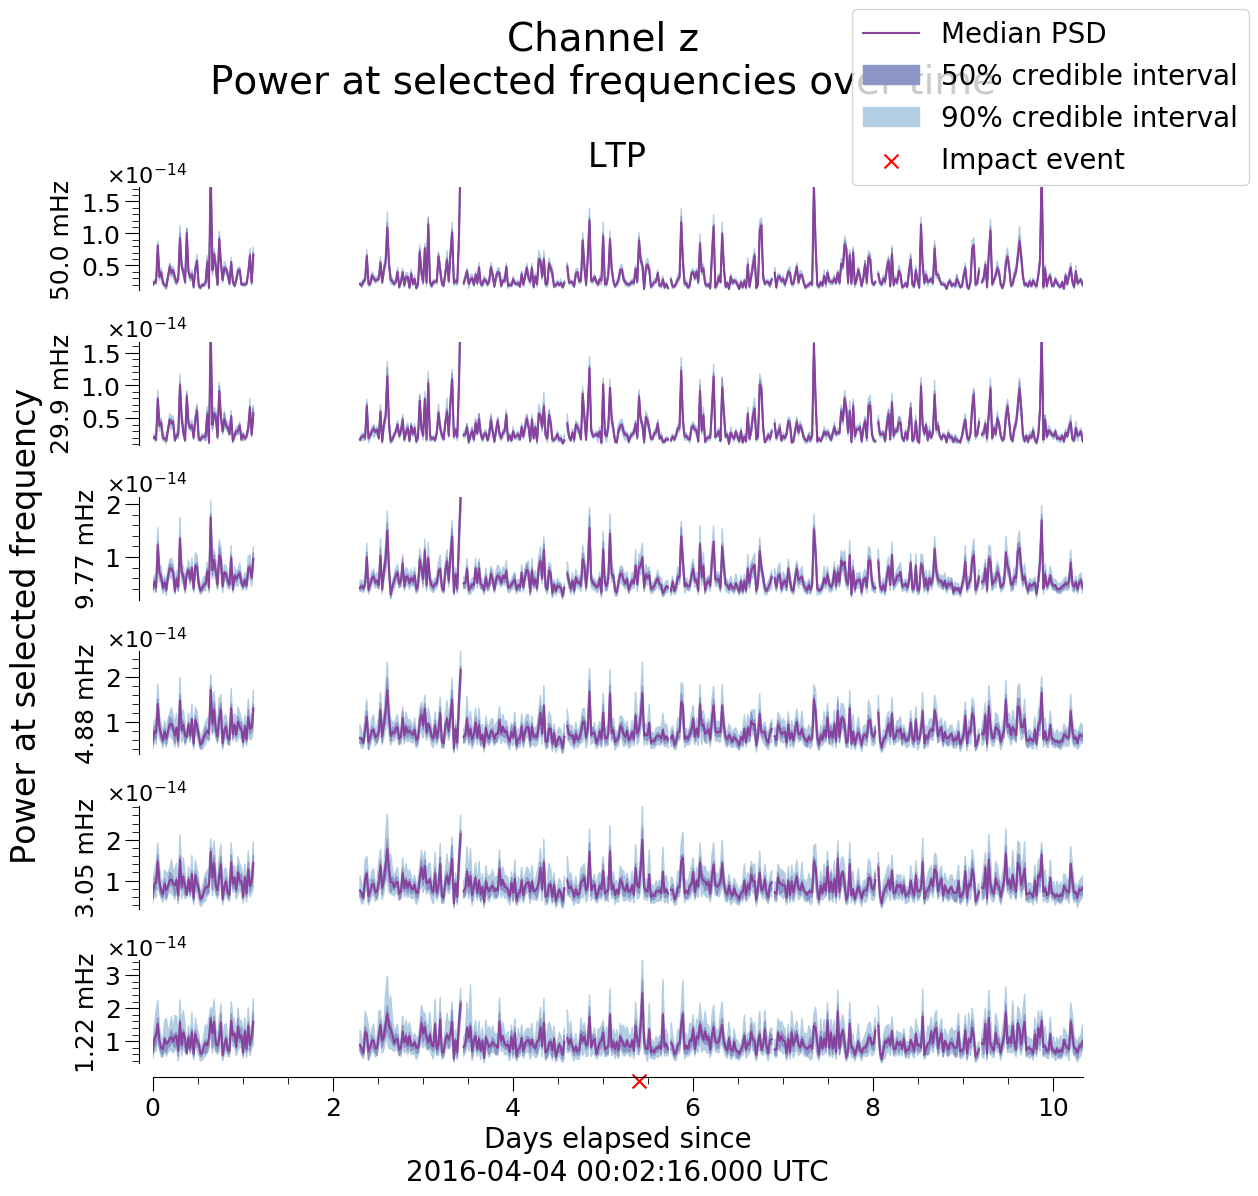 Channel z
Power at selected frequencies over time
Median PSD
50% credible interval
90% credible interval
Impact event
LTP
Power at selected frequency
×10⁻¹⁴
50.0 mHz
1.5
1.0
0.5
×10⁻¹⁴
29.9 mHz
1.5
1.0
0.5
×10⁻¹⁴
9.77 mHz
2
1
×10⁻¹⁴
4.88 mHz
2
1
×10⁻¹⁴
3.05 mHz
2
1
×10⁻¹⁴
1.22 mHz
3
2
1
0 2 4 6 8 10
Days elapsed since
2016-04-04 00:02:16.000 UTC